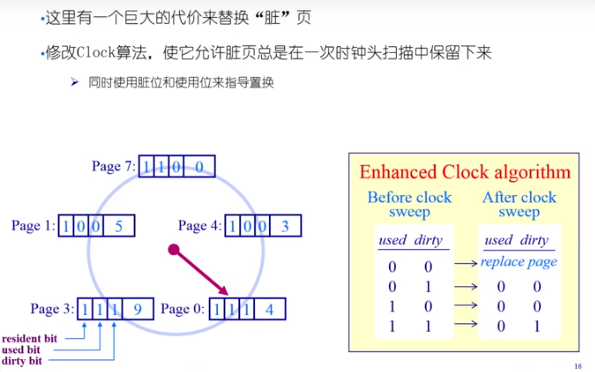 •这里有一个巨大的代价来替换“脏”页
•修改Clock算法，使它允许脏页总是在一次时钟头扫描中保留下来
➢ 同时使用脏位和使用位来指导置换
Page 7: 1 1 0 0
Page 1: 1 0 0 5
Page 4: 1 0 0 3
Page 3: 1 1 1 9
Page 0: 1 1 1 4
resident bit
used bit
dirty bit
Enhanced Clock algorithm
Before clock sweep
After clock sweep
used dirty
used dirty
0 0 → replace page
0 1 → 0 0
1 0 → 0 0
1 1 → 0 1
16